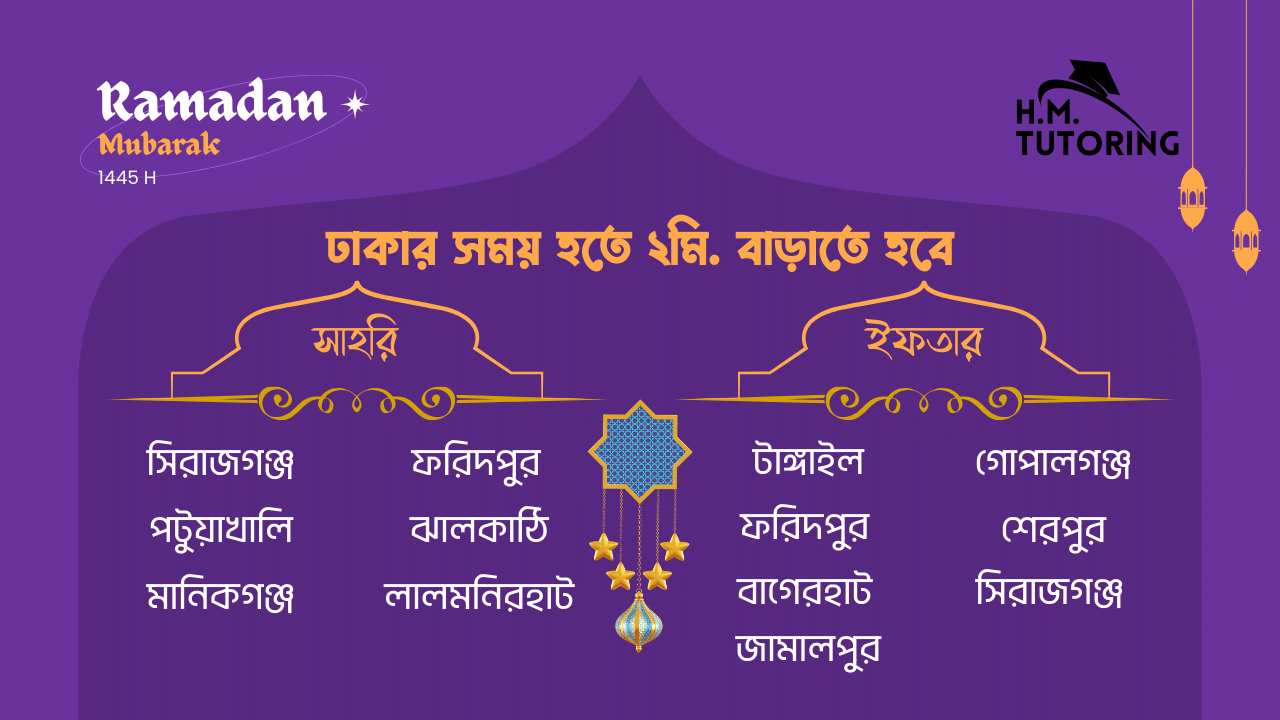 Ramadan
Mubarak
1445 H
H.M.
TUTORING
ঢাকার সময় হতে ২মি. বাড়াতে হবে
সাহরি
সিরাজগঞ্জ ফরিদপুর
পটুয়াখালি ঝালকাঠি
মানিকগঞ্জ লালমনিরহাট
ইফতার
টাঙ্গাইল গোপালগঞ্জ
ফরিদপুর শেরপুর
বাগেরহাট সিরাজগঞ্জ
জামালপুর